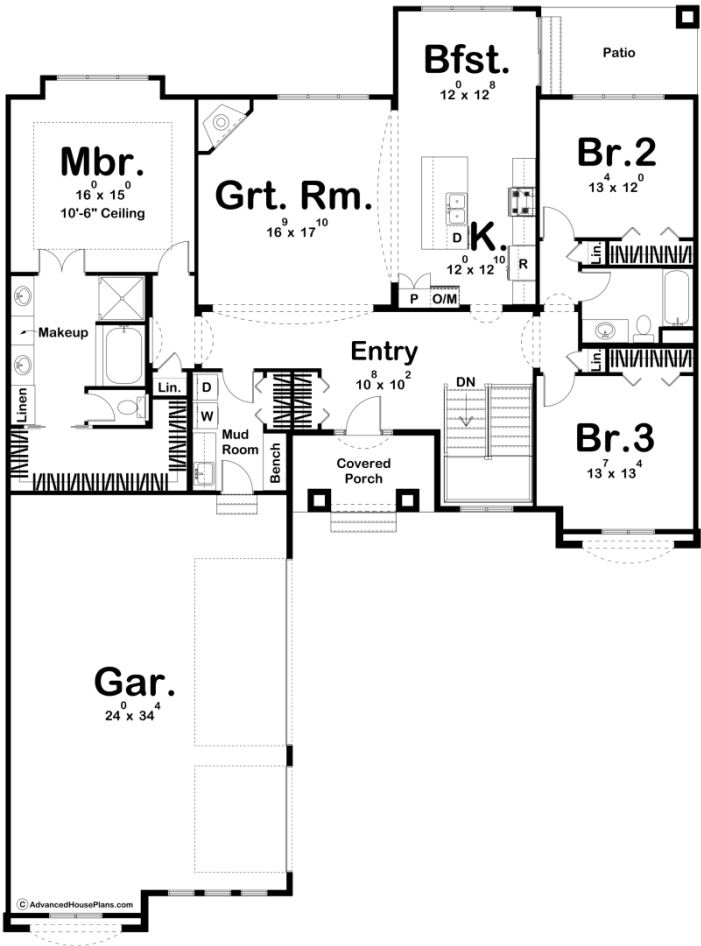 Patio
Bfst.
12⁰ x 12⁸
Mbr.
16⁰ x 15⁰
10'-6" Ceiling
Grt. Rm.
16⁹ x 17¹⁰
Br.2
13⁴ x 12⁰
D
K.
12⁰ x 12¹⁰
R
Lin.
P
O/M
Makeup
Entry
10⁸ x 10²
Lin.
Lin.
D
W
DN
Linen
Mud
Room
Bench
Covered
Porch
Br.3
13⁷ x 13⁴
Gar.
24⁰ x 34⁴
© AdvancedHousePlans.com